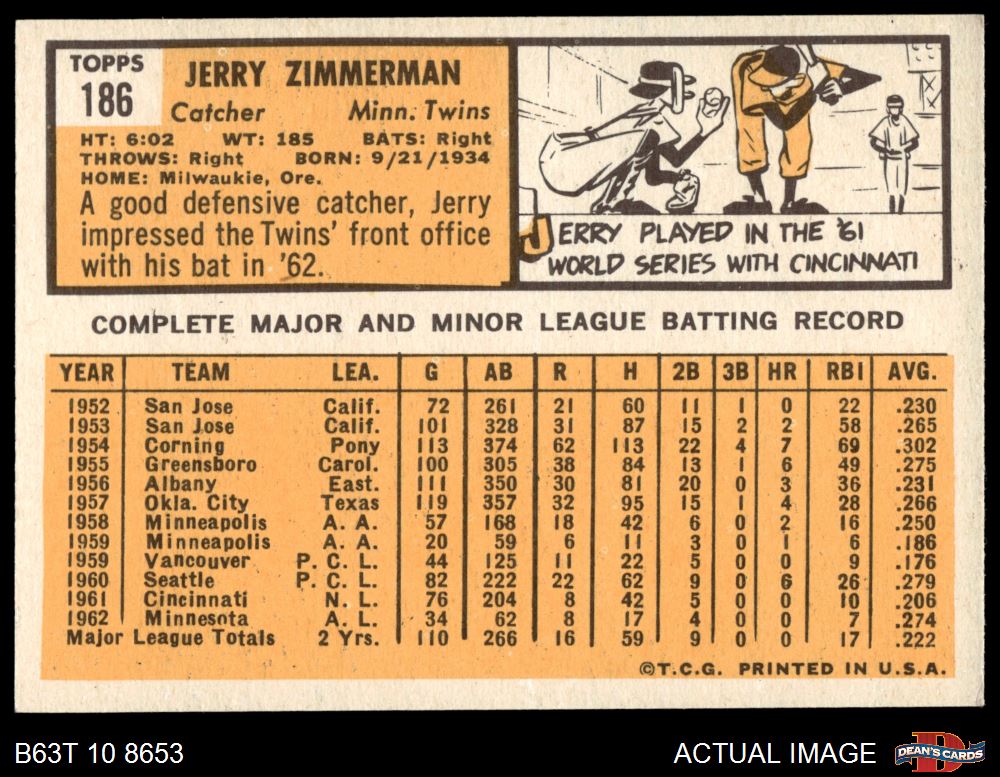 TOPPS
186
JERRY ZIMMERMAN
Catcher Minn. Twins
HT: 6:02 WT: 185 BATS: Right
THROWS: Right BORN: 9/21/1934
HOME: Milwaukie, Ore.
A good defensive catcher, Jerry
impressed the Twins' front office
with his bat in '62.
JERRY PLAYED IN THE '61
WORLD SERIES WITH CINCINNATI
COMPLETE MAJOR AND MINOR LEAGUE BATTING RECORD
YEAR TEAM LEA. G AB R H 2B 3B HR RBI AVG.
1952 San Jose Calif. 72 261 21 60 11 1 0 22 .230
1953 San Jose Calif. 101 328 31 87 15 2 2 58 .265
1954 Corning Pony 113 374 62 113 22 4 7 69 .302
1955 Greensboro Carol. 100 305 38 84 13 1 6 49 .275
1956 Albany East. 111 350 30 81 20 0 3 36 .231
1957 Okla. City Texas 119 357 32 95 15 1 4 28 .266
1958 Minneapolis A. A. 57 168 18 42 6 0 2 16 .250
1959 Minneapolis A. A. 20 59 6 11 3 0 1 6 .186
1959 Vancouver P. C. L. 44 125 11 22 5 0 0 9 .176
1960 Seattle P. C. L. 82 222 22 62 9 0 6 26 .279
1961 Cincinnati N. L. 76 204 8 42 5 0 0 10 .206
1962 Minnesota A. L. 34 62 8 17 4 0 0 7 .274
Major League Totals 2 Yrs. 110 266 16 59 9 0 0 17 .222
©T.C.G. PRINTED IN U.S.A.
B63T 10 8653 ACTUAL IMAGE DEAN'S CARDS